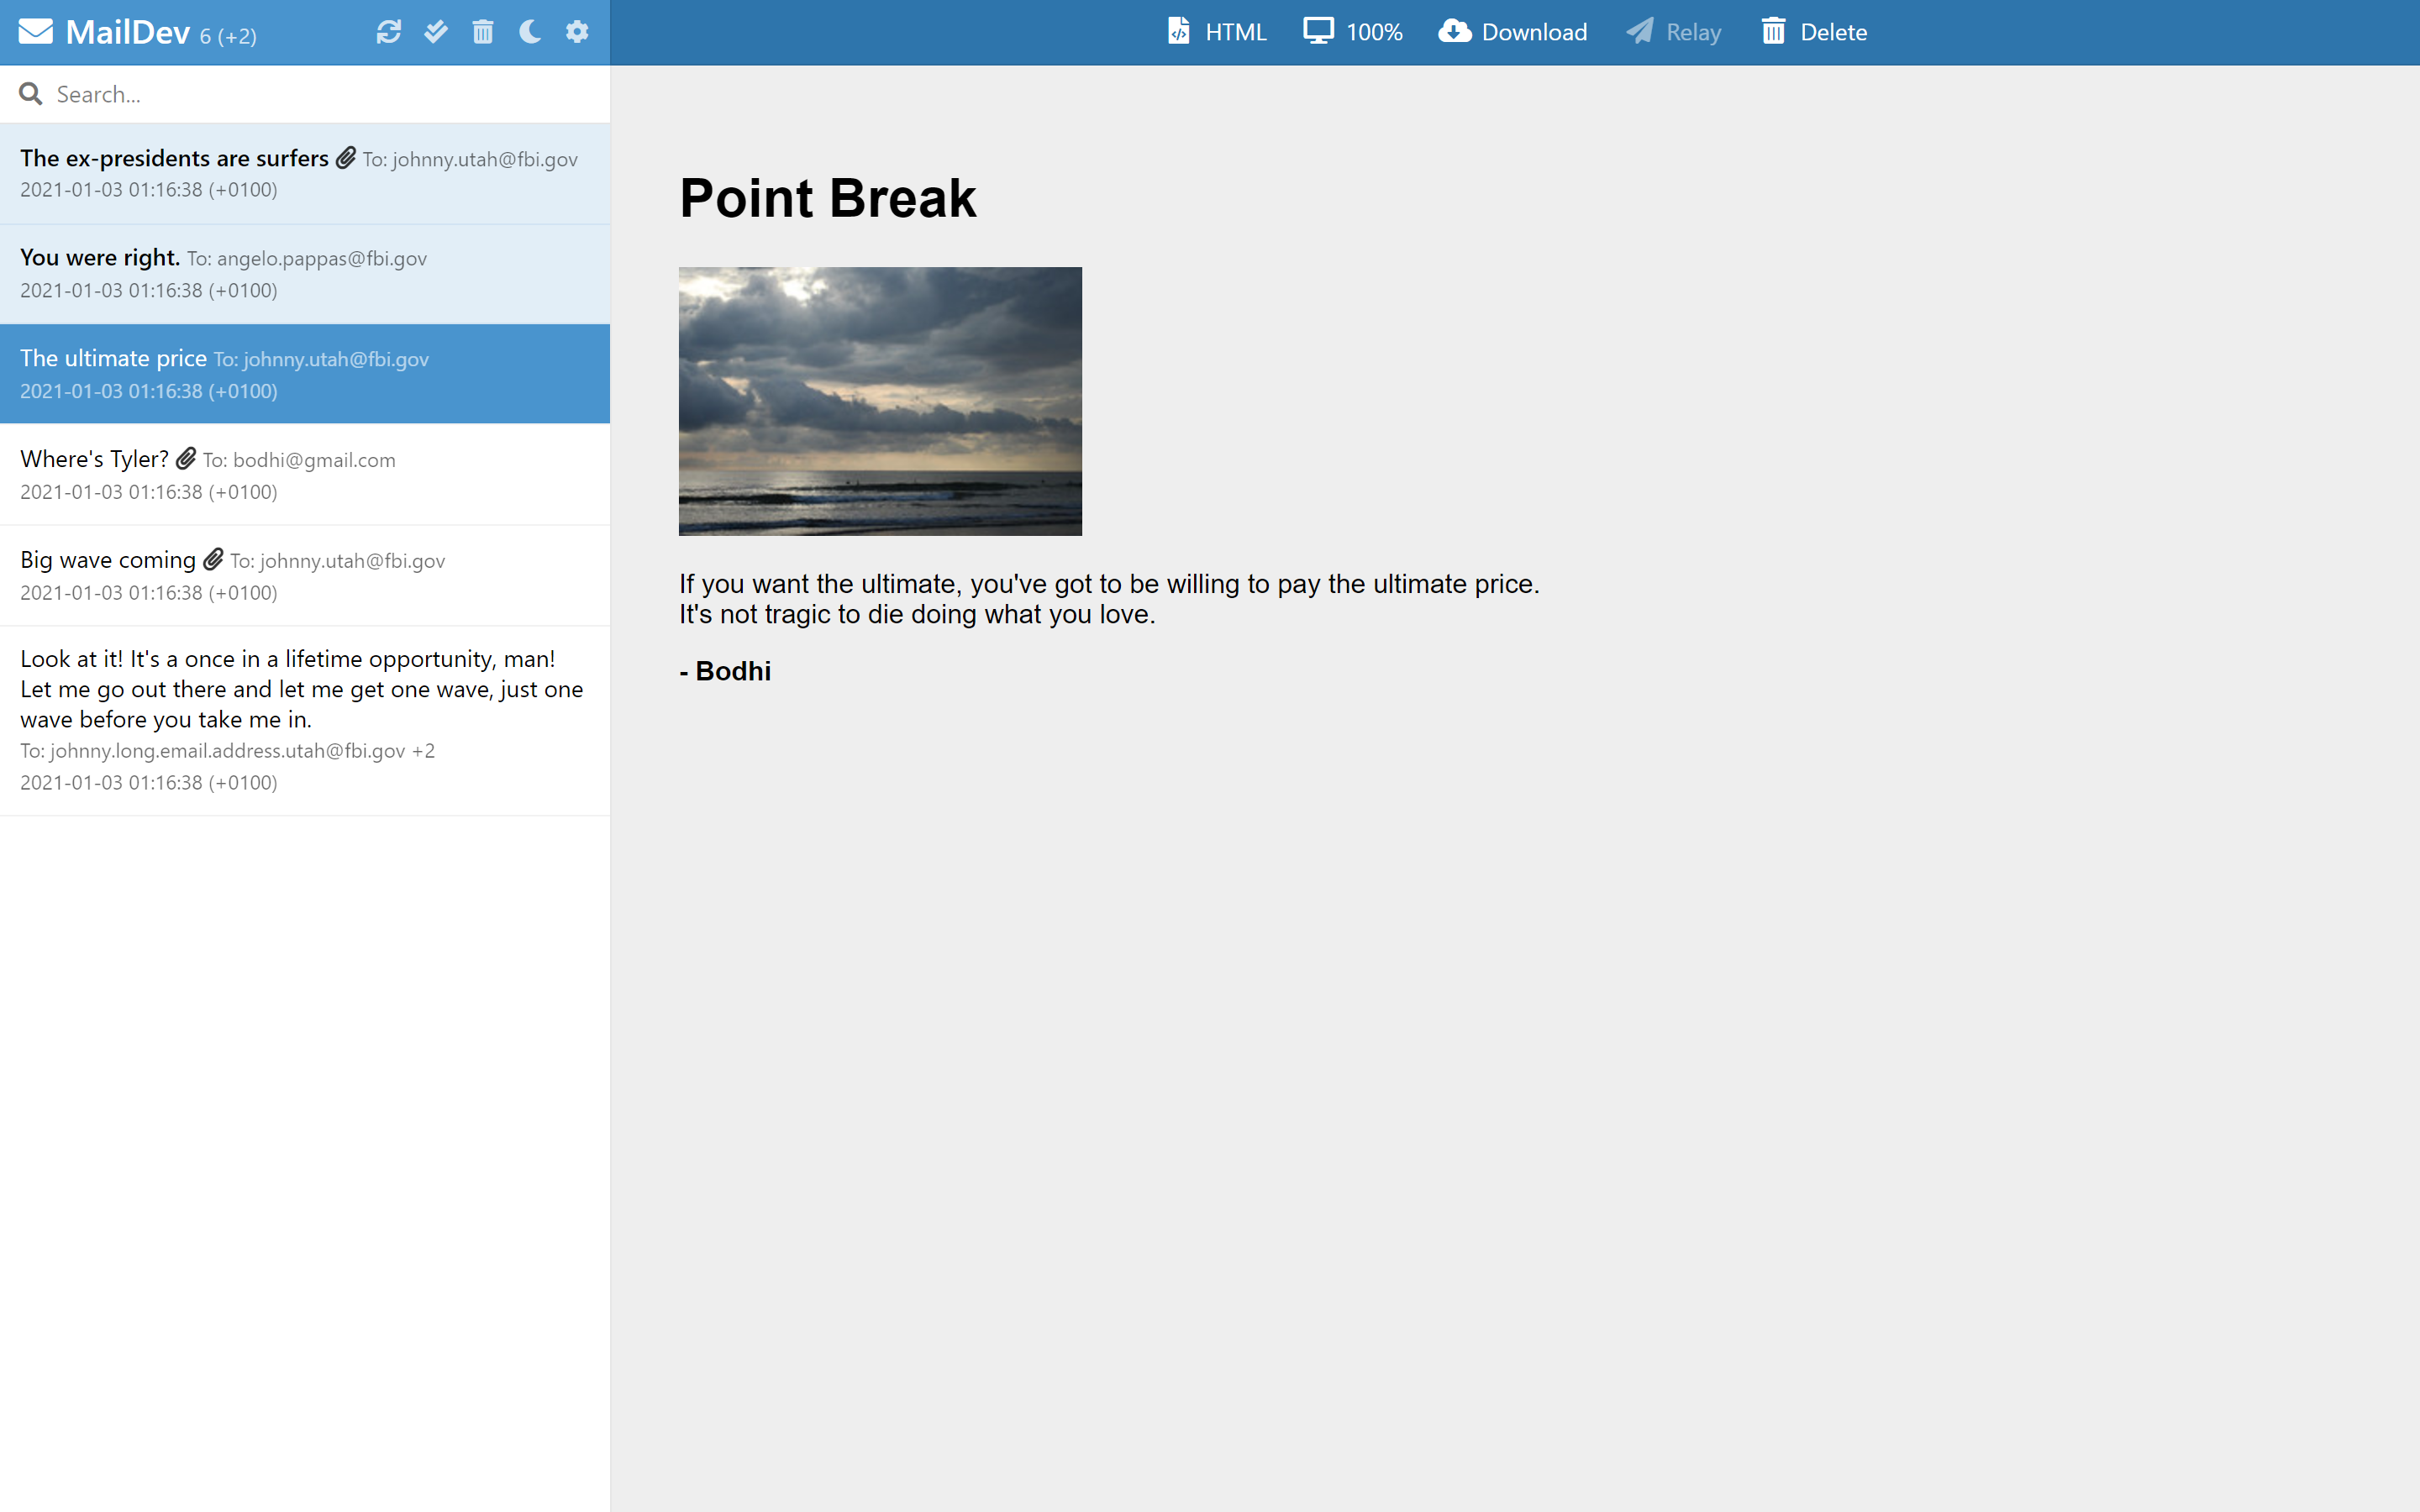 MailDev 6 (+2)
HTML 100% Download Relay Delete
Search...
The ex-presidents are surfers To: johnny.utah@fbi.gov
2021-01-03 01:16:38 (+0100)
You were right. To: angelo.pappas@fbi.gov
2021-01-03 01:16:38 (+0100)
The ultimate price To: johnny.utah@fbi.gov
2021-01-03 01:16:38 (+0100)
Where's Tyler? To: bodhi@gmail.com
2021-01-03 01:16:38 (+0100)
Big wave coming To: johnny.utah@fbi.gov
2021-01-03 01:16:38 (+0100)
Look at it! It's a once in a lifetime opportunity, man!
Let me go out there and let me get one wave, just one
wave before you take me in.
To: johnny.long.email.address.utah@fbi.gov +2
2021-01-03 01:16:38 (+0100)
Point Break
If you want the ultimate, you've got to be willing to pay the ultimate price.
It's not tragic to die doing what you love.
- Bodhi